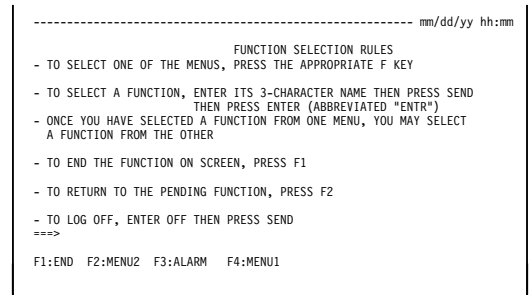 ------------------------------------------------------ mm/dd/yy hh:mm
FUNCTION SELECTION RULES
- TO SELECT ONE OF THE MENUS, PRESS THE APPROPRIATE F KEY
- TO SELECT A FUNCTION, ENTER ITS 3-CHARACTER NAME THEN PRESS SEND
THEN PRESS ENTER (ABBREVIATED "ENTR")
- ONCE YOU HAVE SELECTED A FUNCTION FROM ONE MENU, YOU MAY SELECT
A FUNCTION FROM THE OTHER
- TO END THE FUNCTION ON SCREEN, PRESS F1
- TO RETURN TO THE PENDING FUNCTION, PRESS F2
- TO LOG OFF, ENTER OFF THEN PRESS SEND
===>
F1:END F2:MENU2 F3:ALARM F4:MENU1